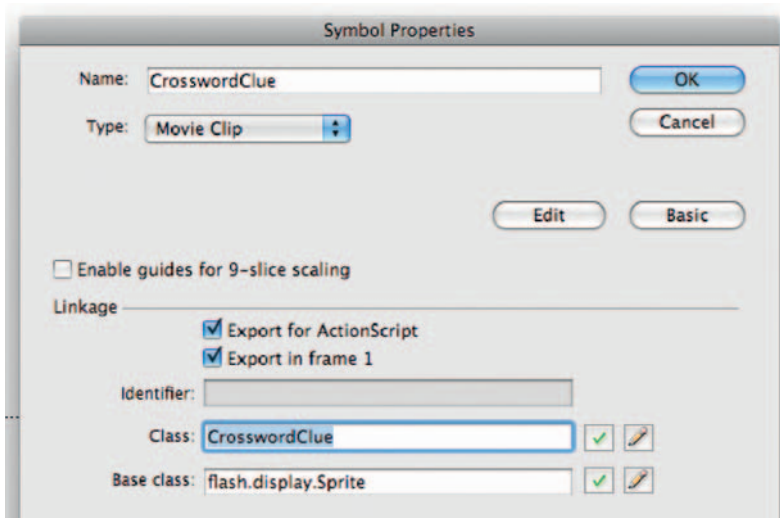 Symbol Properties
Name: CrosswordClue OK
Type: Movie Clip Cancel
Edit Basic
Enable guides for 9-slice scaling
Linkage
Export for ActionScript
Export in frame 1
Identifier:
Class: CrosswordClue
Base class: flash.display.Sprite